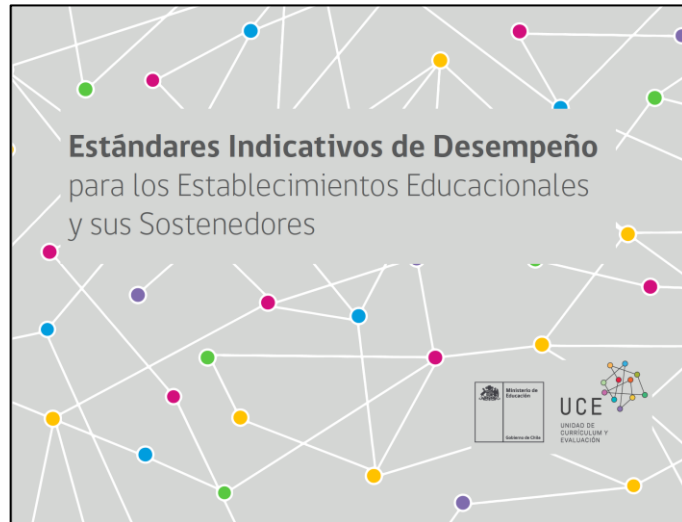 Estándares Indicativos de Desempeño
para los Establecimientos Educacionales
y sus Sostenedores
Ministerio de
Educación
Gobierno de Chile
UCE
UNIDAD DE
CURRÍCULUM Y
EVALUACIÓN